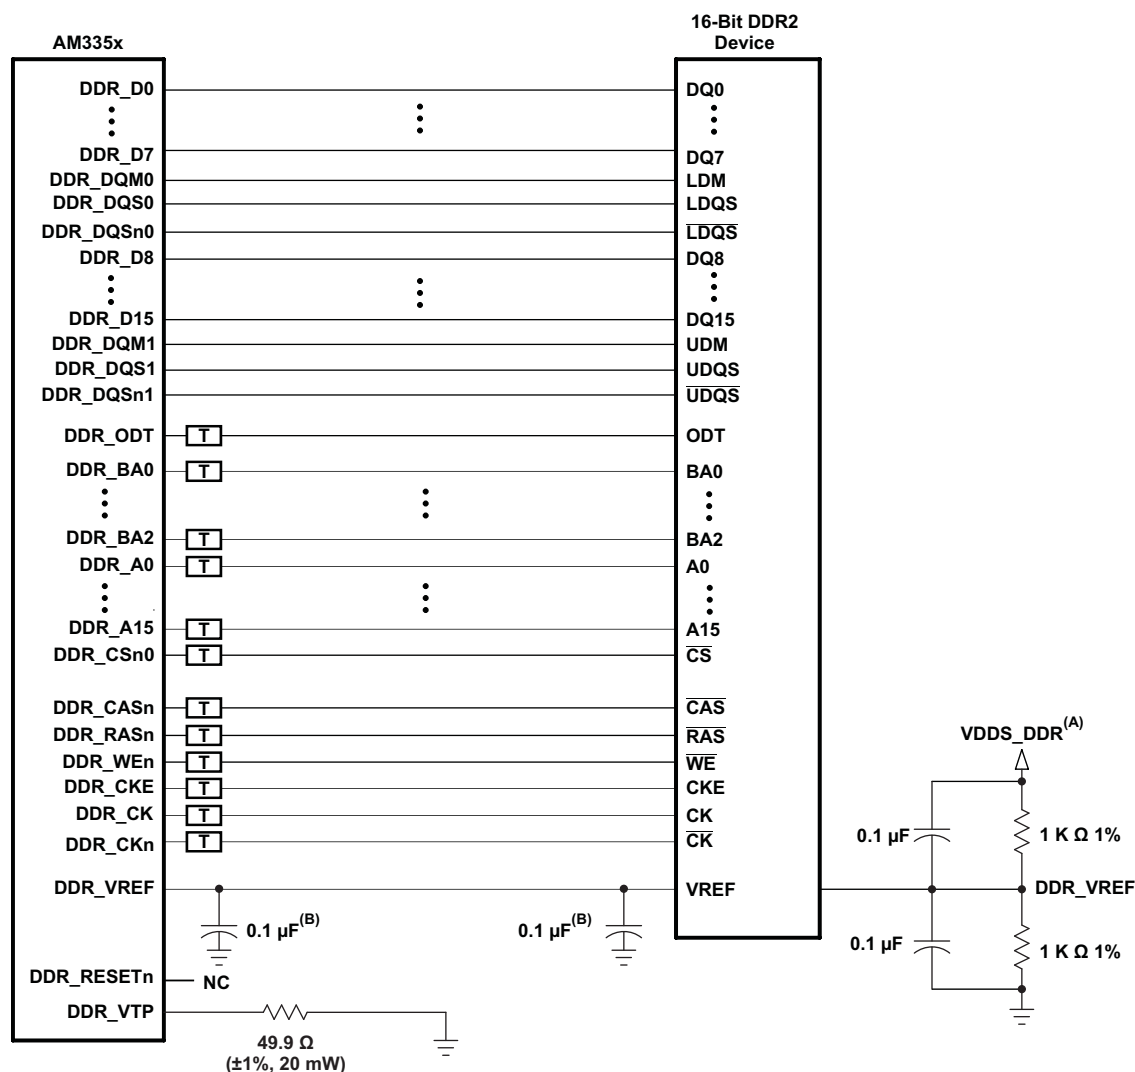 16-Bit DDR2
Device
AM335x
DDR_D0
DQ0
DDR_D7
DQ7
DDR_DQM0
LDM
DDR_DQS0
LDQS
DDR_DQSn0
LDQS
DDR_D8
DQ8
DDR_D15
DQ15
DDR_DQM1
UDM
DDR_DQS1
UDQS
DDR_DQSn1
UDQS
DDR_ODT
T
ODT
DDR_BA0
T
BA0
DDR_BA2
T
BA2
DDR_A0
T
A0
DDR_A15
T
A15
DDR_CSn0
T
CS
DDR_CASn
T
CAS
DDR_RASn
T
RAS
DDR_WEn
T
WE
DDR_CKE
T
CKE
DDR_CK
T
CK
DDR_CKn
T
CK
VDDS_DDR(A)
0.1 µF
1 K Ω 1%
DDR_VREF
VREF
DDR_VREF
0.1 µF(B)
0.1 µF(B)
0.1 µF
1 K Ω 1%
DDR_RESETn
NC
DDR_VTP
49.9 Ω
(±1%, 20 mW)